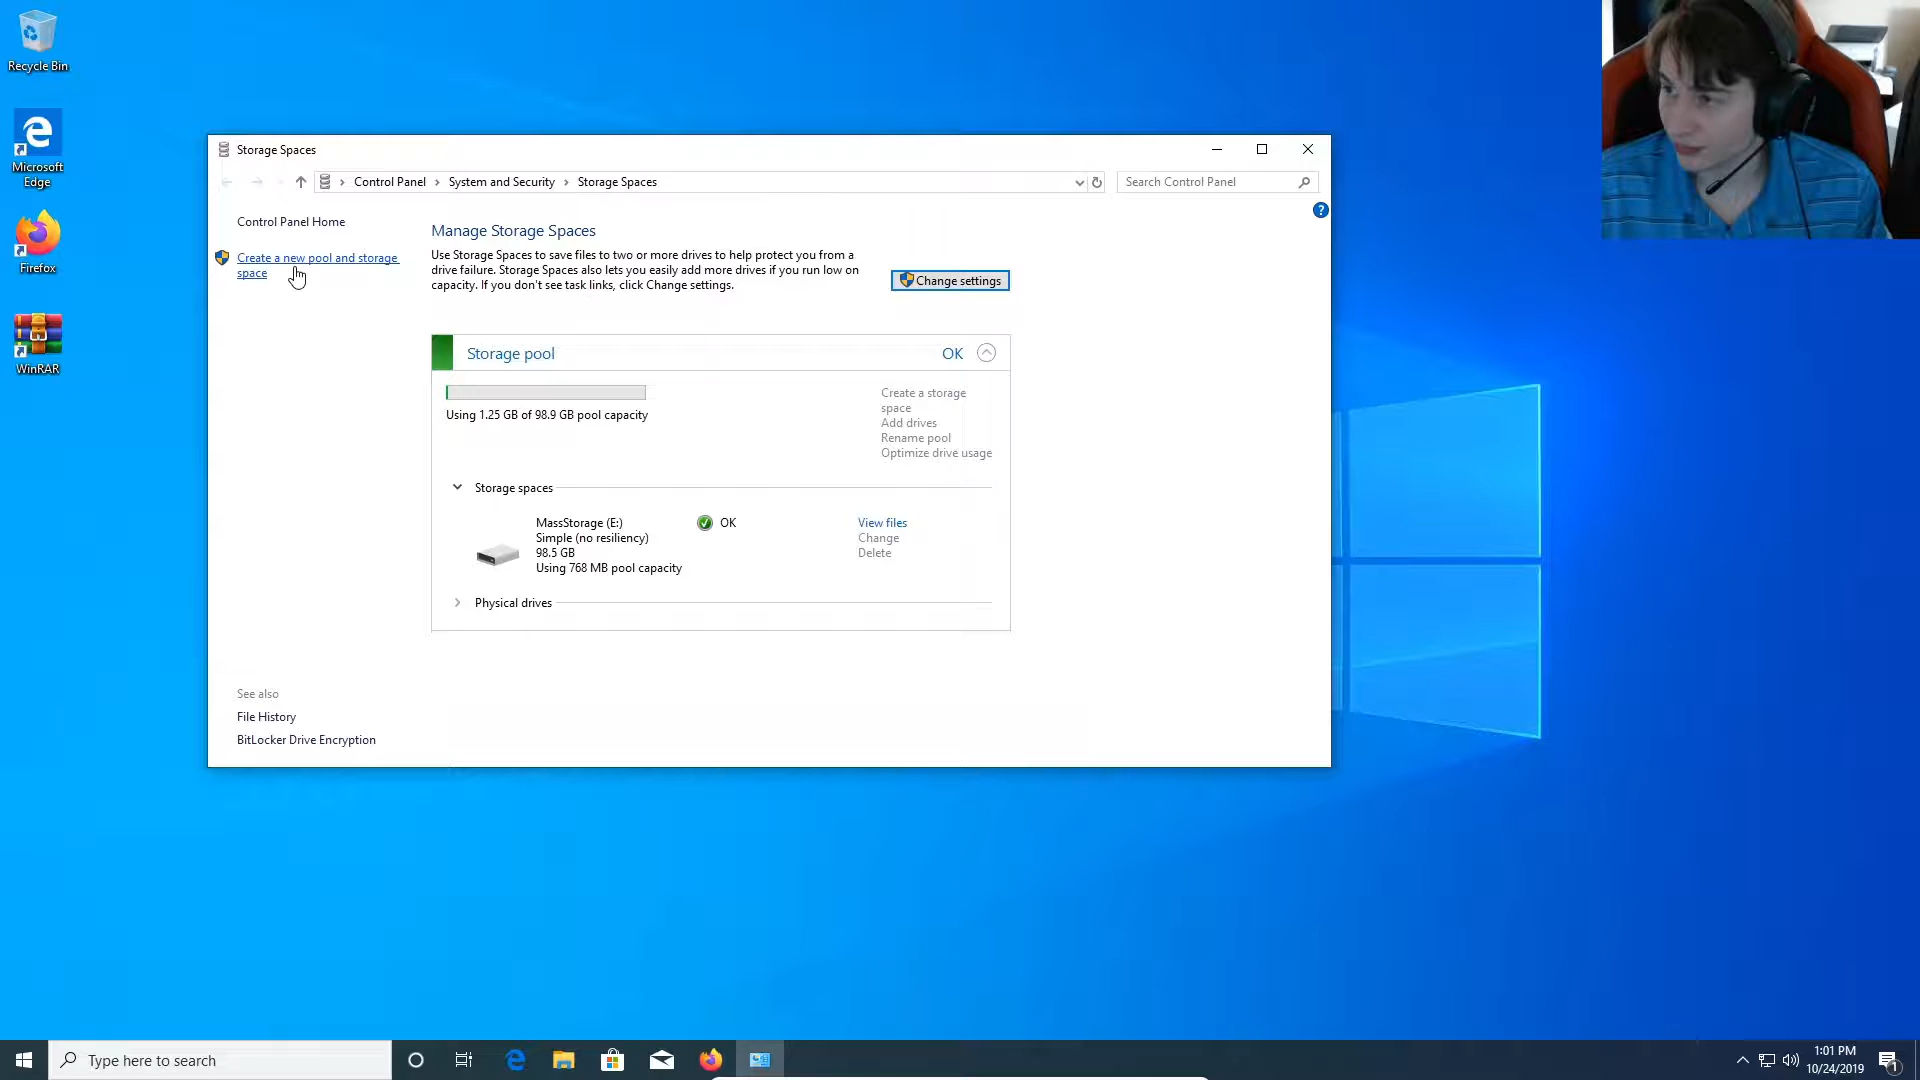 Recycle Bin
Microsoft
Edge
Firefox
WinRAR
Storage Spaces
Control Panel
System and Security
Storage Spaces
Search Control Panel
Control Panel Home
Create a new pool and storage
space
Manage Storage Spaces
Use Storage Spaces to save files to two or more drives to help protect you from a
drive failure. Storage Spaces also lets you easily add more drives if you run low on
capacity. If you don't see task links, click Change settings.
Change settings
?
Storage pool
OK
Using 1.25 GB of 98.9 GB pool capacity
Create a storage
space
Add drives
Rename pool
Optimize drive usage
Storage spaces
MassStorage (E:)
Simple (no resiliency)
98.5 GB
Using 768 MB pool capacity
OK
View files
Change
Delete
Physical drives
See also
File History
BitLocker Drive Encryption
Type here to search
1:01 PM
10/24/2019
1